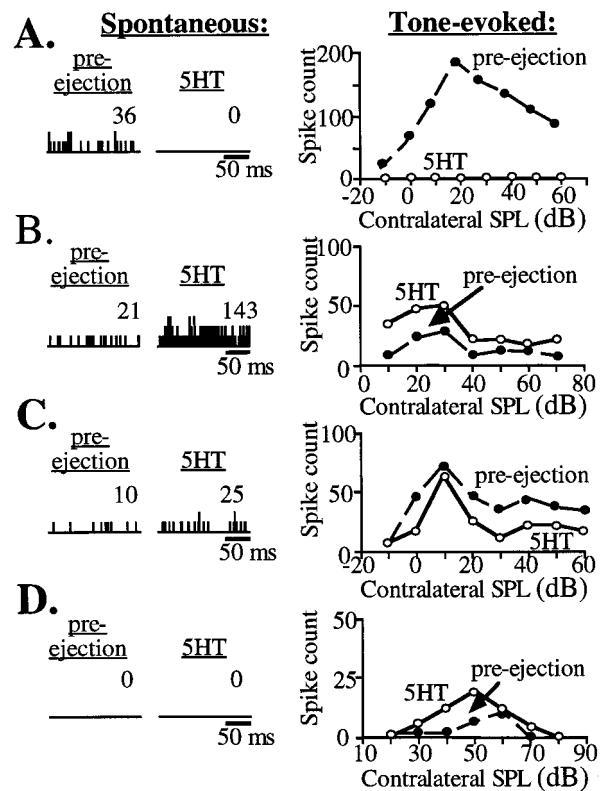 Spontaneous: Tone-evoked:
A.
pre-
ejection 5HT
36 0
50 ms
200
100
0
Spike count
pre-ejection
5HT
-20 0 20 40 60
Contralateral SPL (dB)
B.
pre-
ejection 5HT
21 143
50 ms
100
50
0
Spike count
5HT
pre-ejection
0 20 40 60 80
Contralateral SPL (dB)
C.
pre-
ejection 5HT
10 25
50 ms
100
50
0
Spike count
pre-ejection
5HT
-20 0 20 40 60
Contralateral SPL (dB)
D.
pre-
ejection 5HT
0 0
50 ms
50
25
0
Spike count
5HT
pre-ejection
10 30 50 70 90
Contralateral SPL (dB)